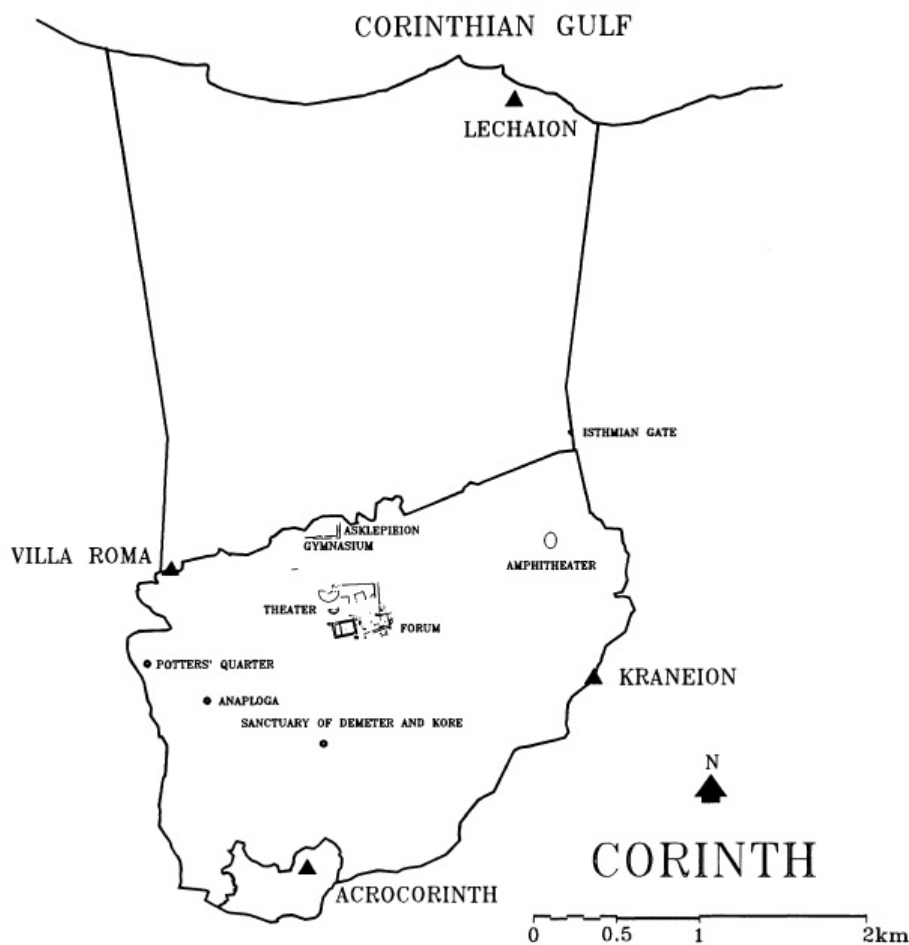 CORINTHIAN GULF
LECHAION
ISTHMIAN GATE
ASKLEPIEION
GYMNASIUM
VILLA ROMA
AMPHITHEATER
THEATER
FORUM
POTTERS' QUARTER
KRANEION
ANAPLOGA
SANCTUARY OF DEMETER AND KORE
N
CORINTH
ACROCORINTH
0 0.5 1 2km